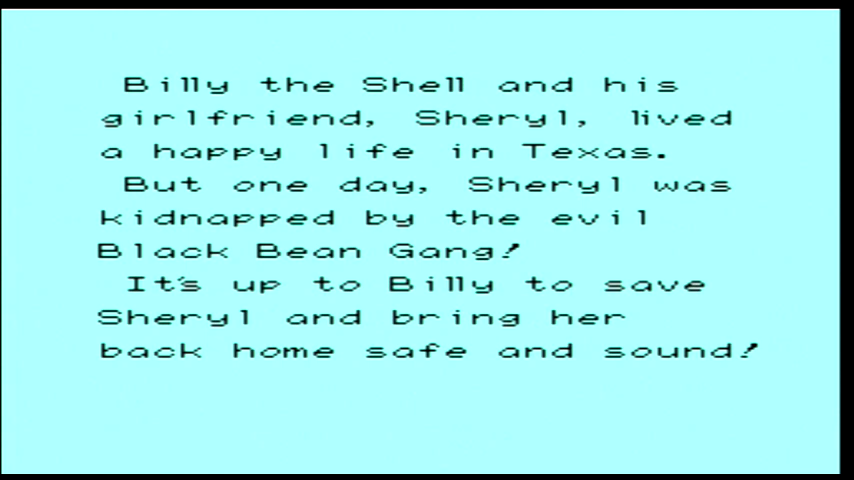 Billy the Shell and his
girlfriend, Sheryl, lived
a happy life in Texas.
But one day, Sheryl was
kidnapped by the evil
Black Bean Gang!
It's up to Billy to save
Sheryl and bring her
back home safe and sound!